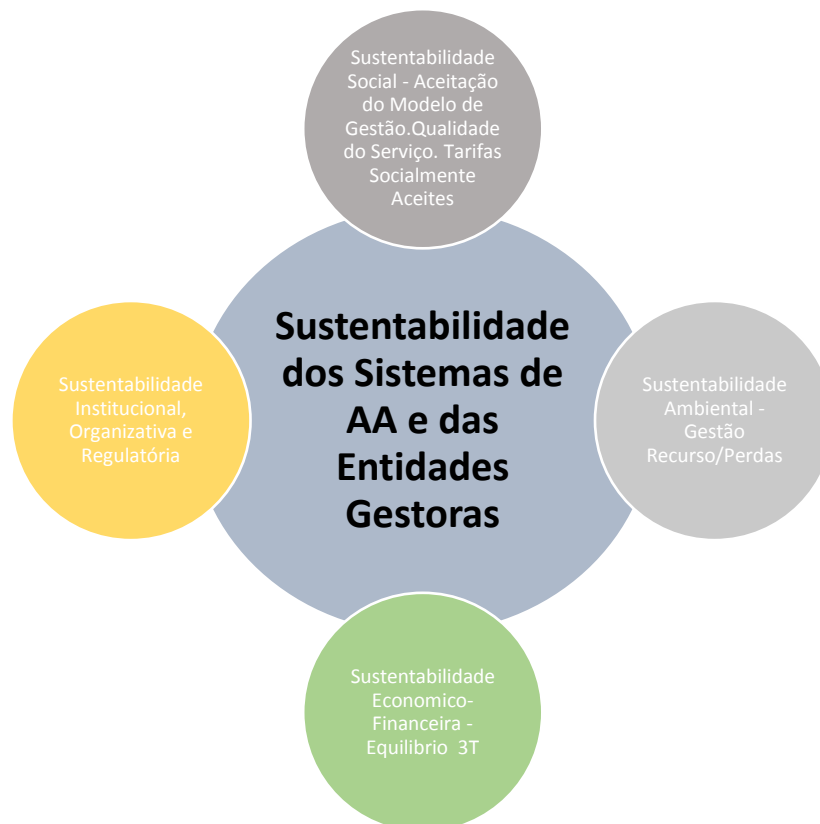 Sustentabilidade
Social - Aceitação
do Modelo de
Gestão.Qualidade
do Serviço. Tarifas
Socialmente
Aceites
Sustentabilidade
dos Sistemas de
AA e das
Entidades
Gestoras
Sustentabilidade
Institucional,
Organizativa e
Regulatória
Sustentabilidade
Ambiental -
Gestão
Recurso/Perdas
Sustentabilidade
Economico-
Financeira -
Equilibrio 3T